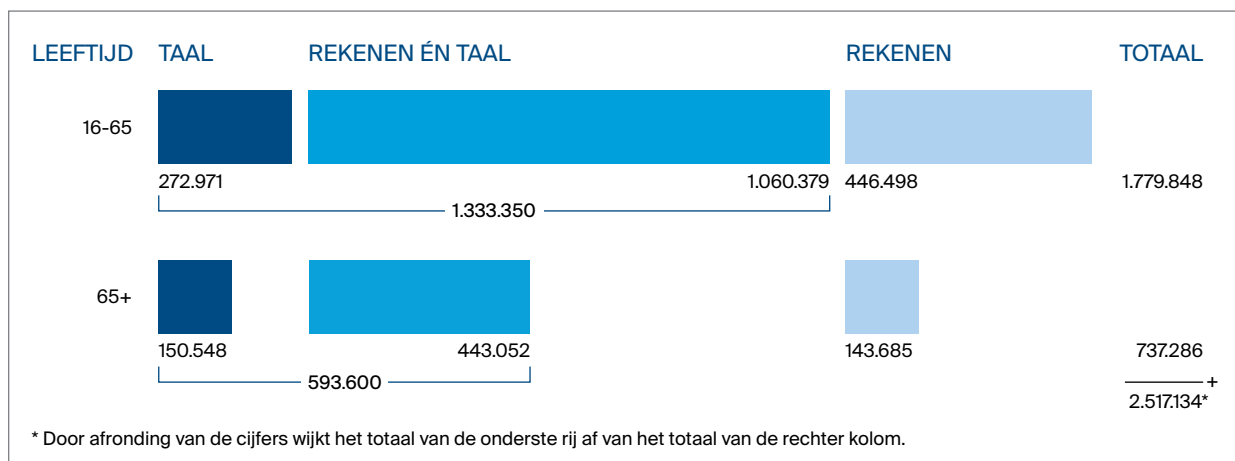 LEEFTIJD TAAL REKENEN ÉN TAAL REKENEN TOTAAL
16-65
272.971 1.060.379 446.498 1.779.848
1.333.350
65+
150.548 443.052 143.685 737.286
593.600 +
2.517.134*
* Door afronding van de cijfers wijkt het totaal van de onderste rij af van het totaal van de rechter kolom.